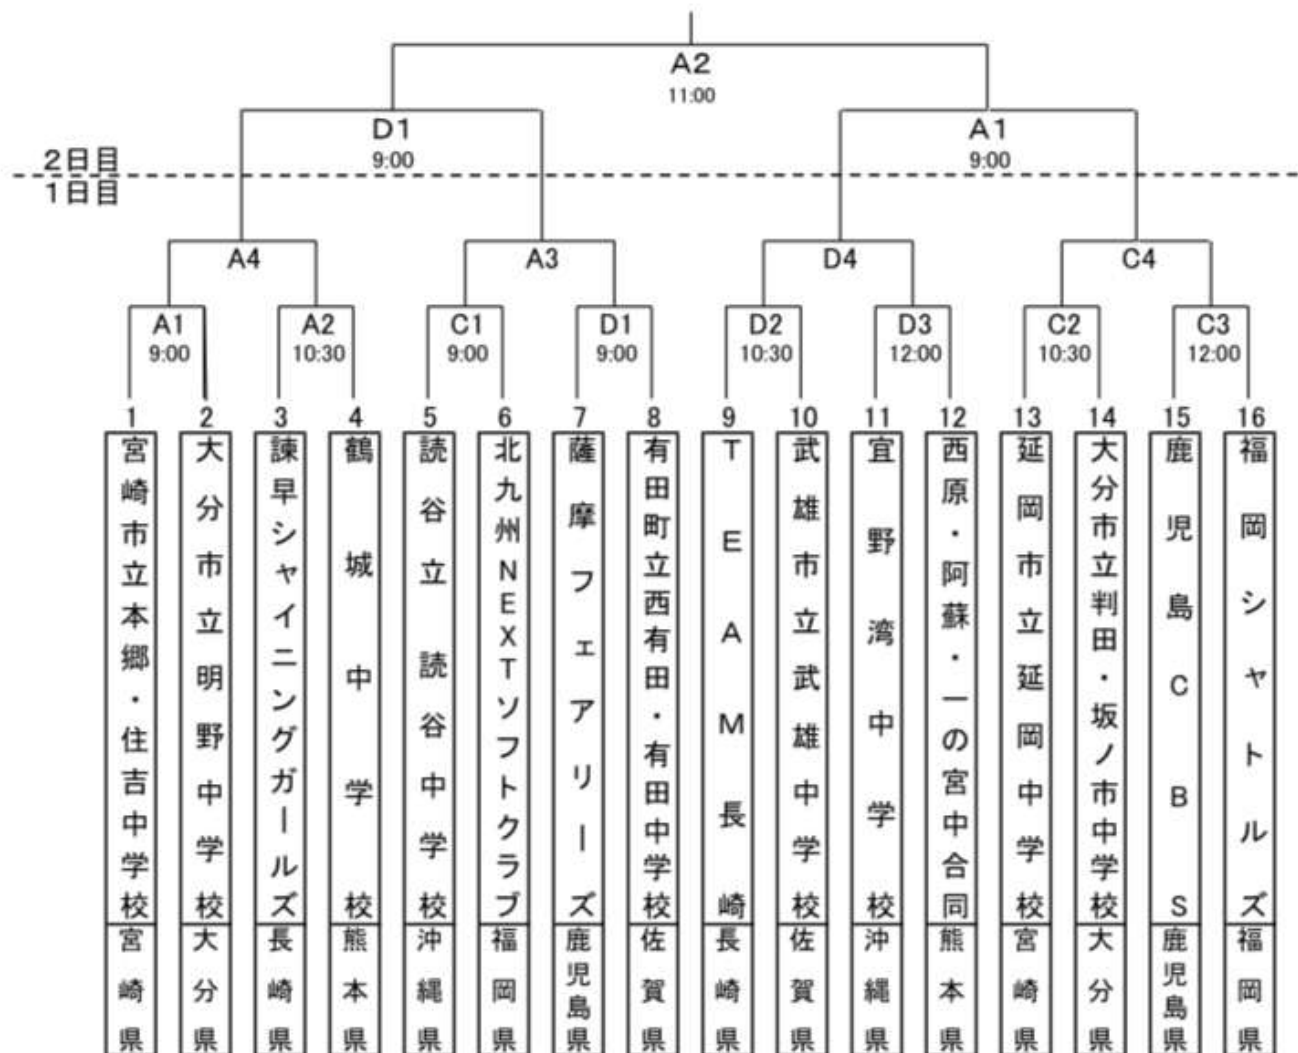 A2
11:00
D1
9:00
A1
9:00
2日目
1日目
A4
A3
D4
C4
A1
9:00
A2
10:30
C1
9:00
D1
9:00
D2
10:30
D3
12:00
C2
10:30
C3
12:00
1
宮崎市立本郷・住吉中学校
宮崎県
2
大分市立明野中学校
大分県
3
諫早シャイニングガールズ
長崎県
4
鶴城中学校
熊本県
5
読谷立 読谷中学校
沖縄県
6
北九州NEXTソフトクラブ
福岡県
7
薩摩フェアリーズ
鹿児島県
8
有田町立西有田・有田中学校
佐賀県
9
TEAM長崎
長崎県
10
武雄市立武雄中学校
佐賀県
11
宜野湾中学校
沖縄県
12
西原・阿蘇・一の宮中合同
熊本県
13
延岡市立延岡中学校
宮崎県
14
大分市立判田・坂ノ市中学校
大分県
15
鹿児島CBS
鹿児島県
16
福岡シャトルズ
福岡県